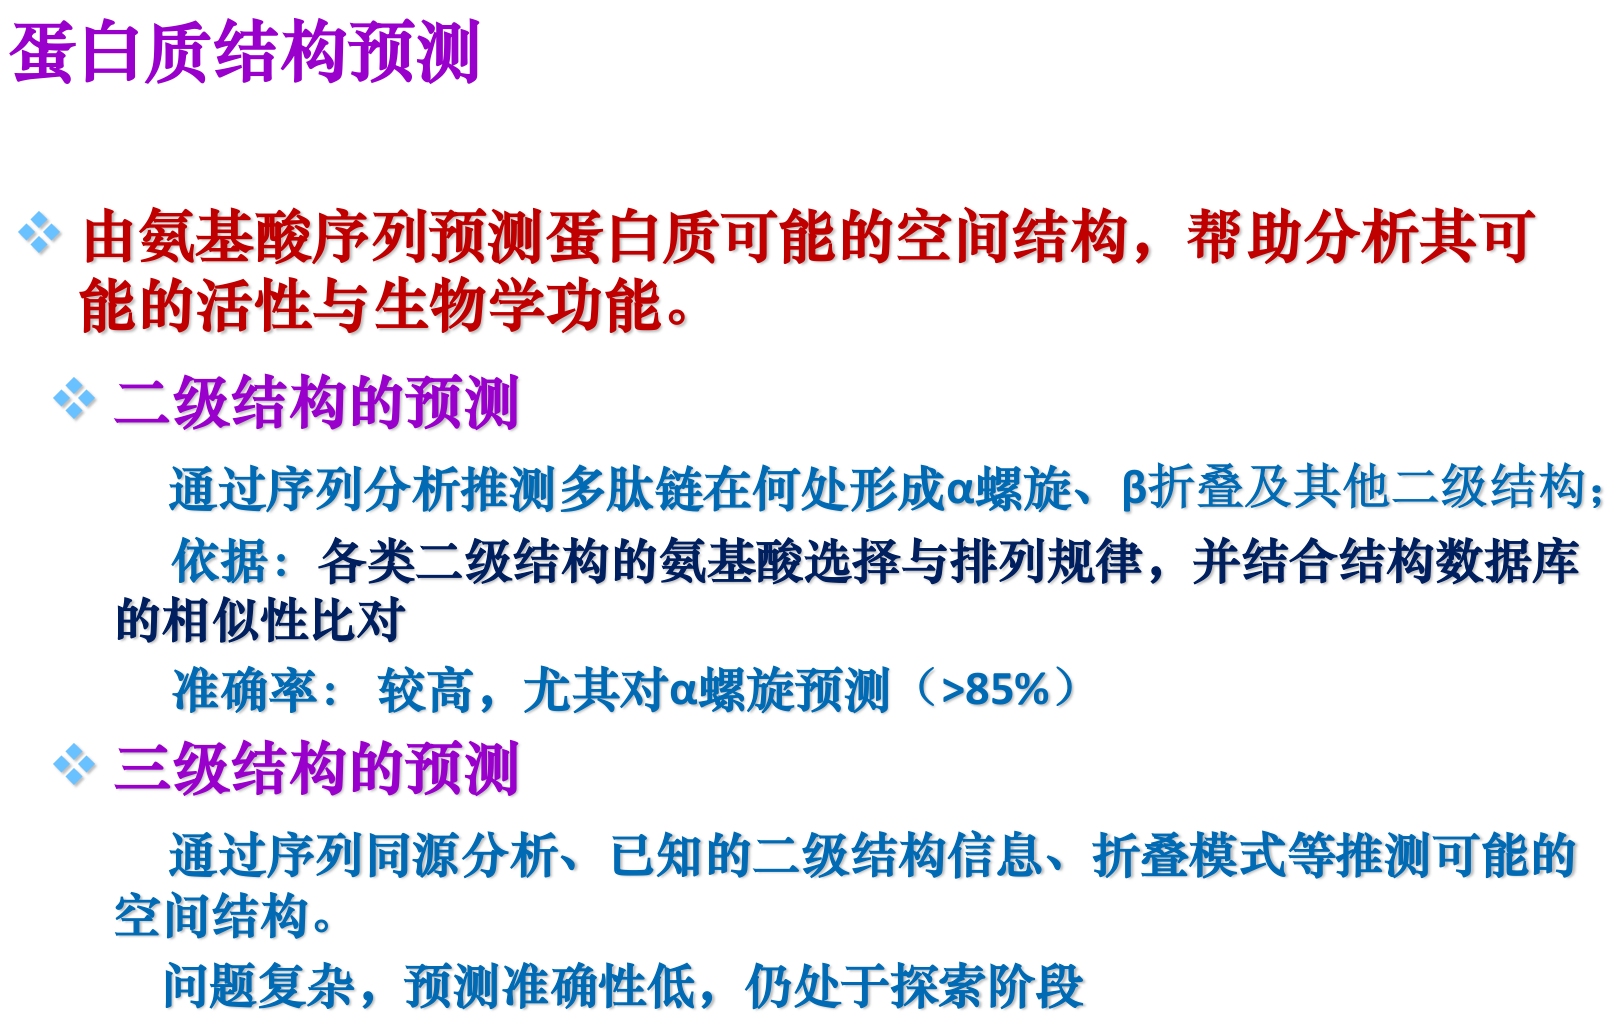 蛋白质结构预测
由氨基酸序列预测蛋白质可能的空间结构，帮助分析其可
能的活性与生物学功能。
二级结构的预测
通过序列分析推测多肽链在何处形成α螺旋、β折叠及其他二级结构；
依据：各类二级结构的氨基酸选择与排列规律，并结合结构数据库
的相似性比对
准确率： 较高，尤其对α螺旋预测（>85%）
三级结构的预测
通过序列同源分析、已知的二级结构信息、折叠模式等推测可能的
空间结构。
问题复杂，预测准确性低，仍处于探索阶段